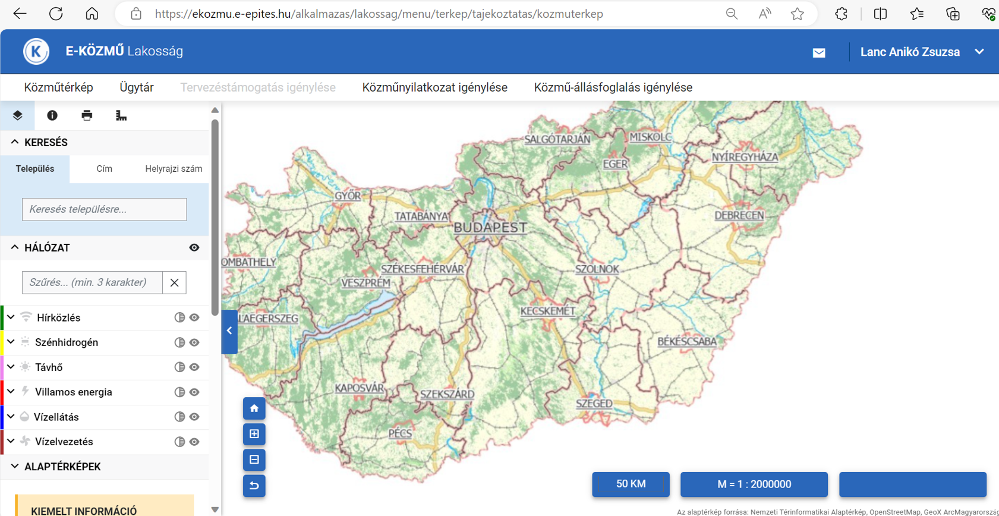 https://ekozmu.e-epites.hu/alkalmazas/lakossag/menu/terkep/tajekoztatas/kozmuterkep
K E-KÖZMŰ Lakosság
Lanc Anikó Zsuzsa
Közműtérkép Ügytár Tervezéstámogatás igénylése Közműnyilatkozat igénylése Közmű-állásfoglalás igénylése
KERESÉS
Település Cím Helyrajzi szám
Keresés településre...
HÁLÓZAT
Szűrés... (min. 3 karakter)
Hírközlés
Szénhidrogén
Távhő
Villamos energia
Vízellátás
Vízelvezetés
ALAPTÉRKÉPEK
KIEMELT INFORMÁCIÓ
SALGÓTARJÁN
MISKOLC
EGER
NYÍREGYHÁZA
GYŐR
TATABÁNYA
BUDAPEST
DEBRECEN
OMBATHELY
SZÉKESFEHÉRVÁR
VESZPRÉM
SZOLNOK
KECSKEMÉT
ALAEGERSZEG
BÉKÉSCSABA
KAPOSVÁR
SZEKSZÁRD
SZEGED
PÉCS
50 KM
M = 1 : 2000000
Az alaptérkép forrása: Nemzeti Térinformatikai Alaptérkép, OpenStreetMap, GeoX ArcMagyarország